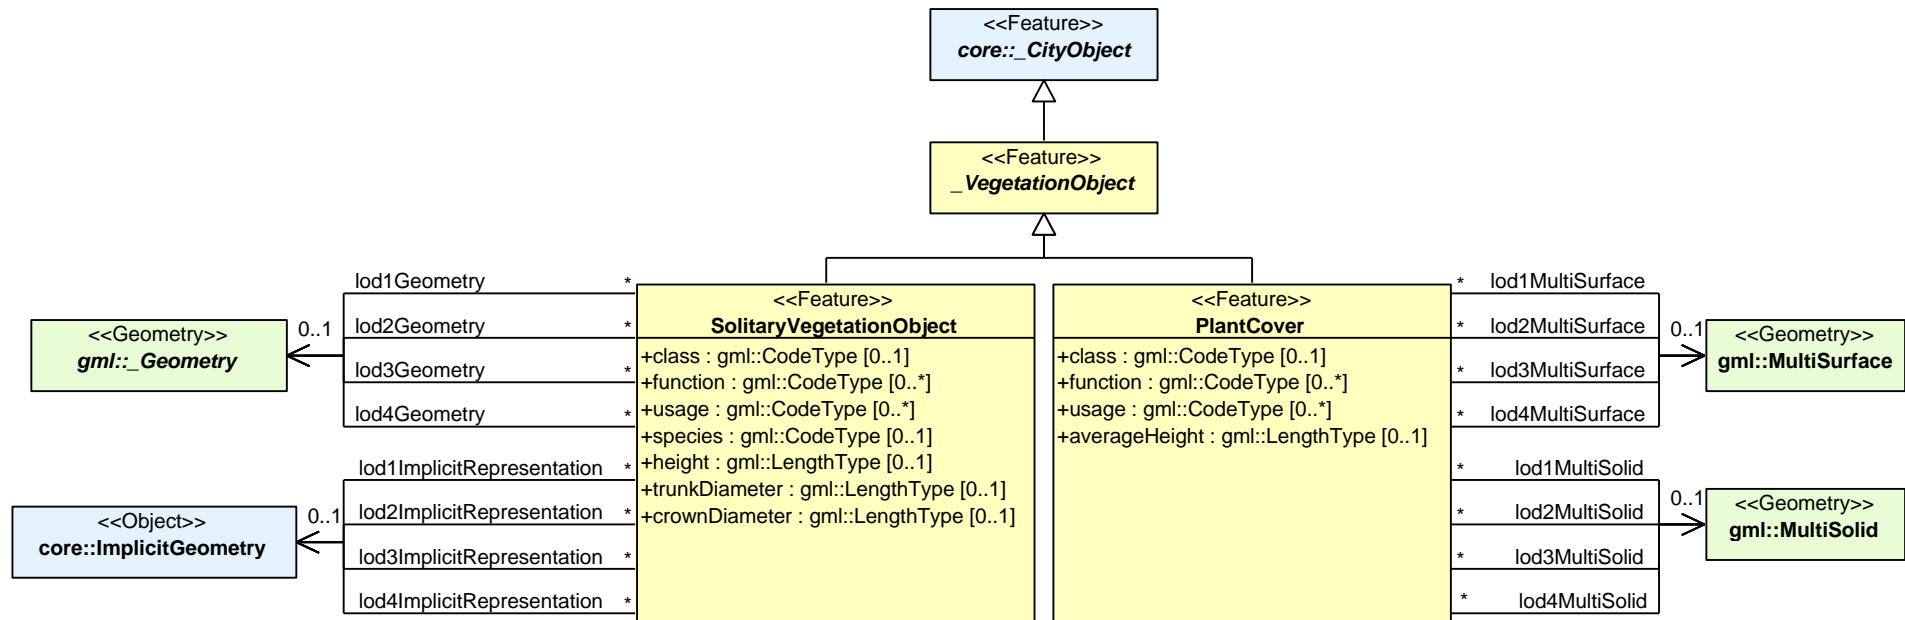 <<Feature>>
core::_CityObject
<<Feature>>
_VegetationObject
lod1Geometry *
lod2Geometry *
lod3Geometry *
lod4Geometry *
0..1
<<Geometry>>
gml::_Geometry
lod1ImplicitRepresentation *
lod2ImplicitRepresentation *
lod3ImplicitRepresentation *
lod4ImplicitRepresentation *
0..1
<<Object>>
core::ImplicitGeometry
<<Feature>>
SolitaryVegetationObject
+class : gml::CodeType [0..1]
+function : gml::CodeType [0..*]
+usage : gml::CodeType [0..*]
+species : gml::CodeType [0..1]
+height : gml::LengthType [0..1]
+trunkDiameter : gml::LengthType [0..1]
+crownDiameter : gml::LengthType [0..1]
<<Feature>>
PlantCover
+class : gml::CodeType [0..1]
+function : gml::CodeType [0..*]
+usage : gml::CodeType [0..*]
+averageHeight : gml::LengthType [0..1]
* lod1MultiSurface
* lod2MultiSurface
* lod3MultiSurface
* lod4MultiSurface
0..1
<<Geometry>>
gml::MultiSurface
* lod1MultiSolid
* lod2MultiSolid
* lod3MultiSolid
* lod4MultiSolid
0..1
<<Geometry>>
gml::MultiSolid